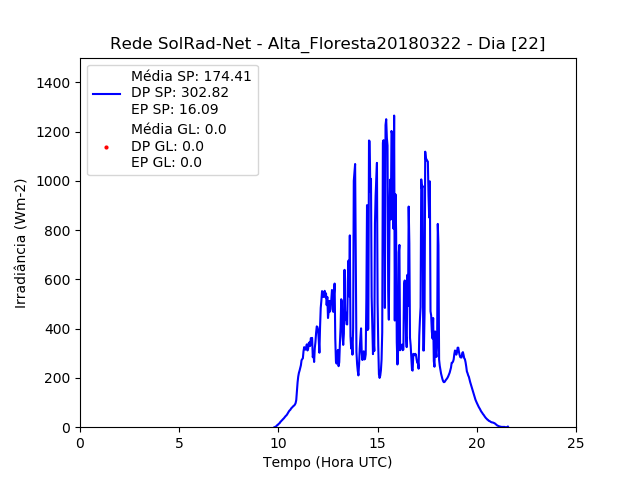 Rede SolRad-Net - Alta_Floresta20180322 - Dia [22]
Média SP: 174.41
DP SP: 302.82
EP SP: 16.09
Média GL: 0.0
DP GL: 0.0
EP GL: 0.0
Irradiância (Wm-2)
1400
1200
1000
800
600
400
200
0
0 5 10 15 20 25
Tempo (Hora UTC)